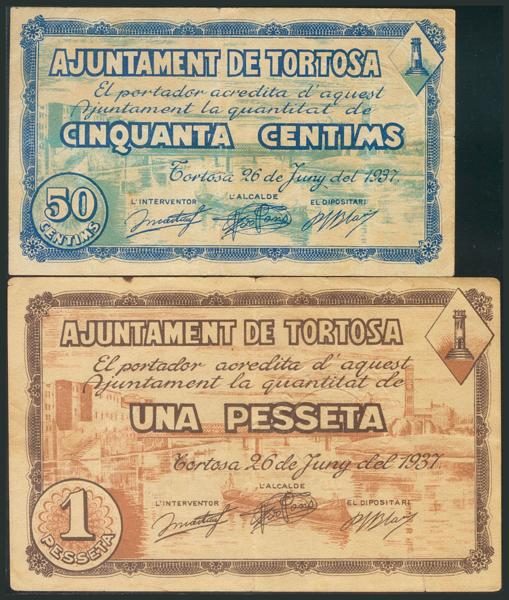 AJUNTAMENT DE TORTOSA
El portador acredita d'aquest
Ajuntament la quantitat de
CINQUANTA CENTIMS
Tortosa 26 de Juny del 1937.
L'INTERVENTOR L'ALCALDE EL DIPOSITARI
50
CENTIMS
AJUNTAMENT DE TORTOSA
El portador acredita d'aquest
Ajuntament la quantitat de
UNA PESSETA
Tortosa 26 de Juny del 1937.
L'ALCALDE
L'INTERVENTOR EL DIPOSITARI
1
PESSETA